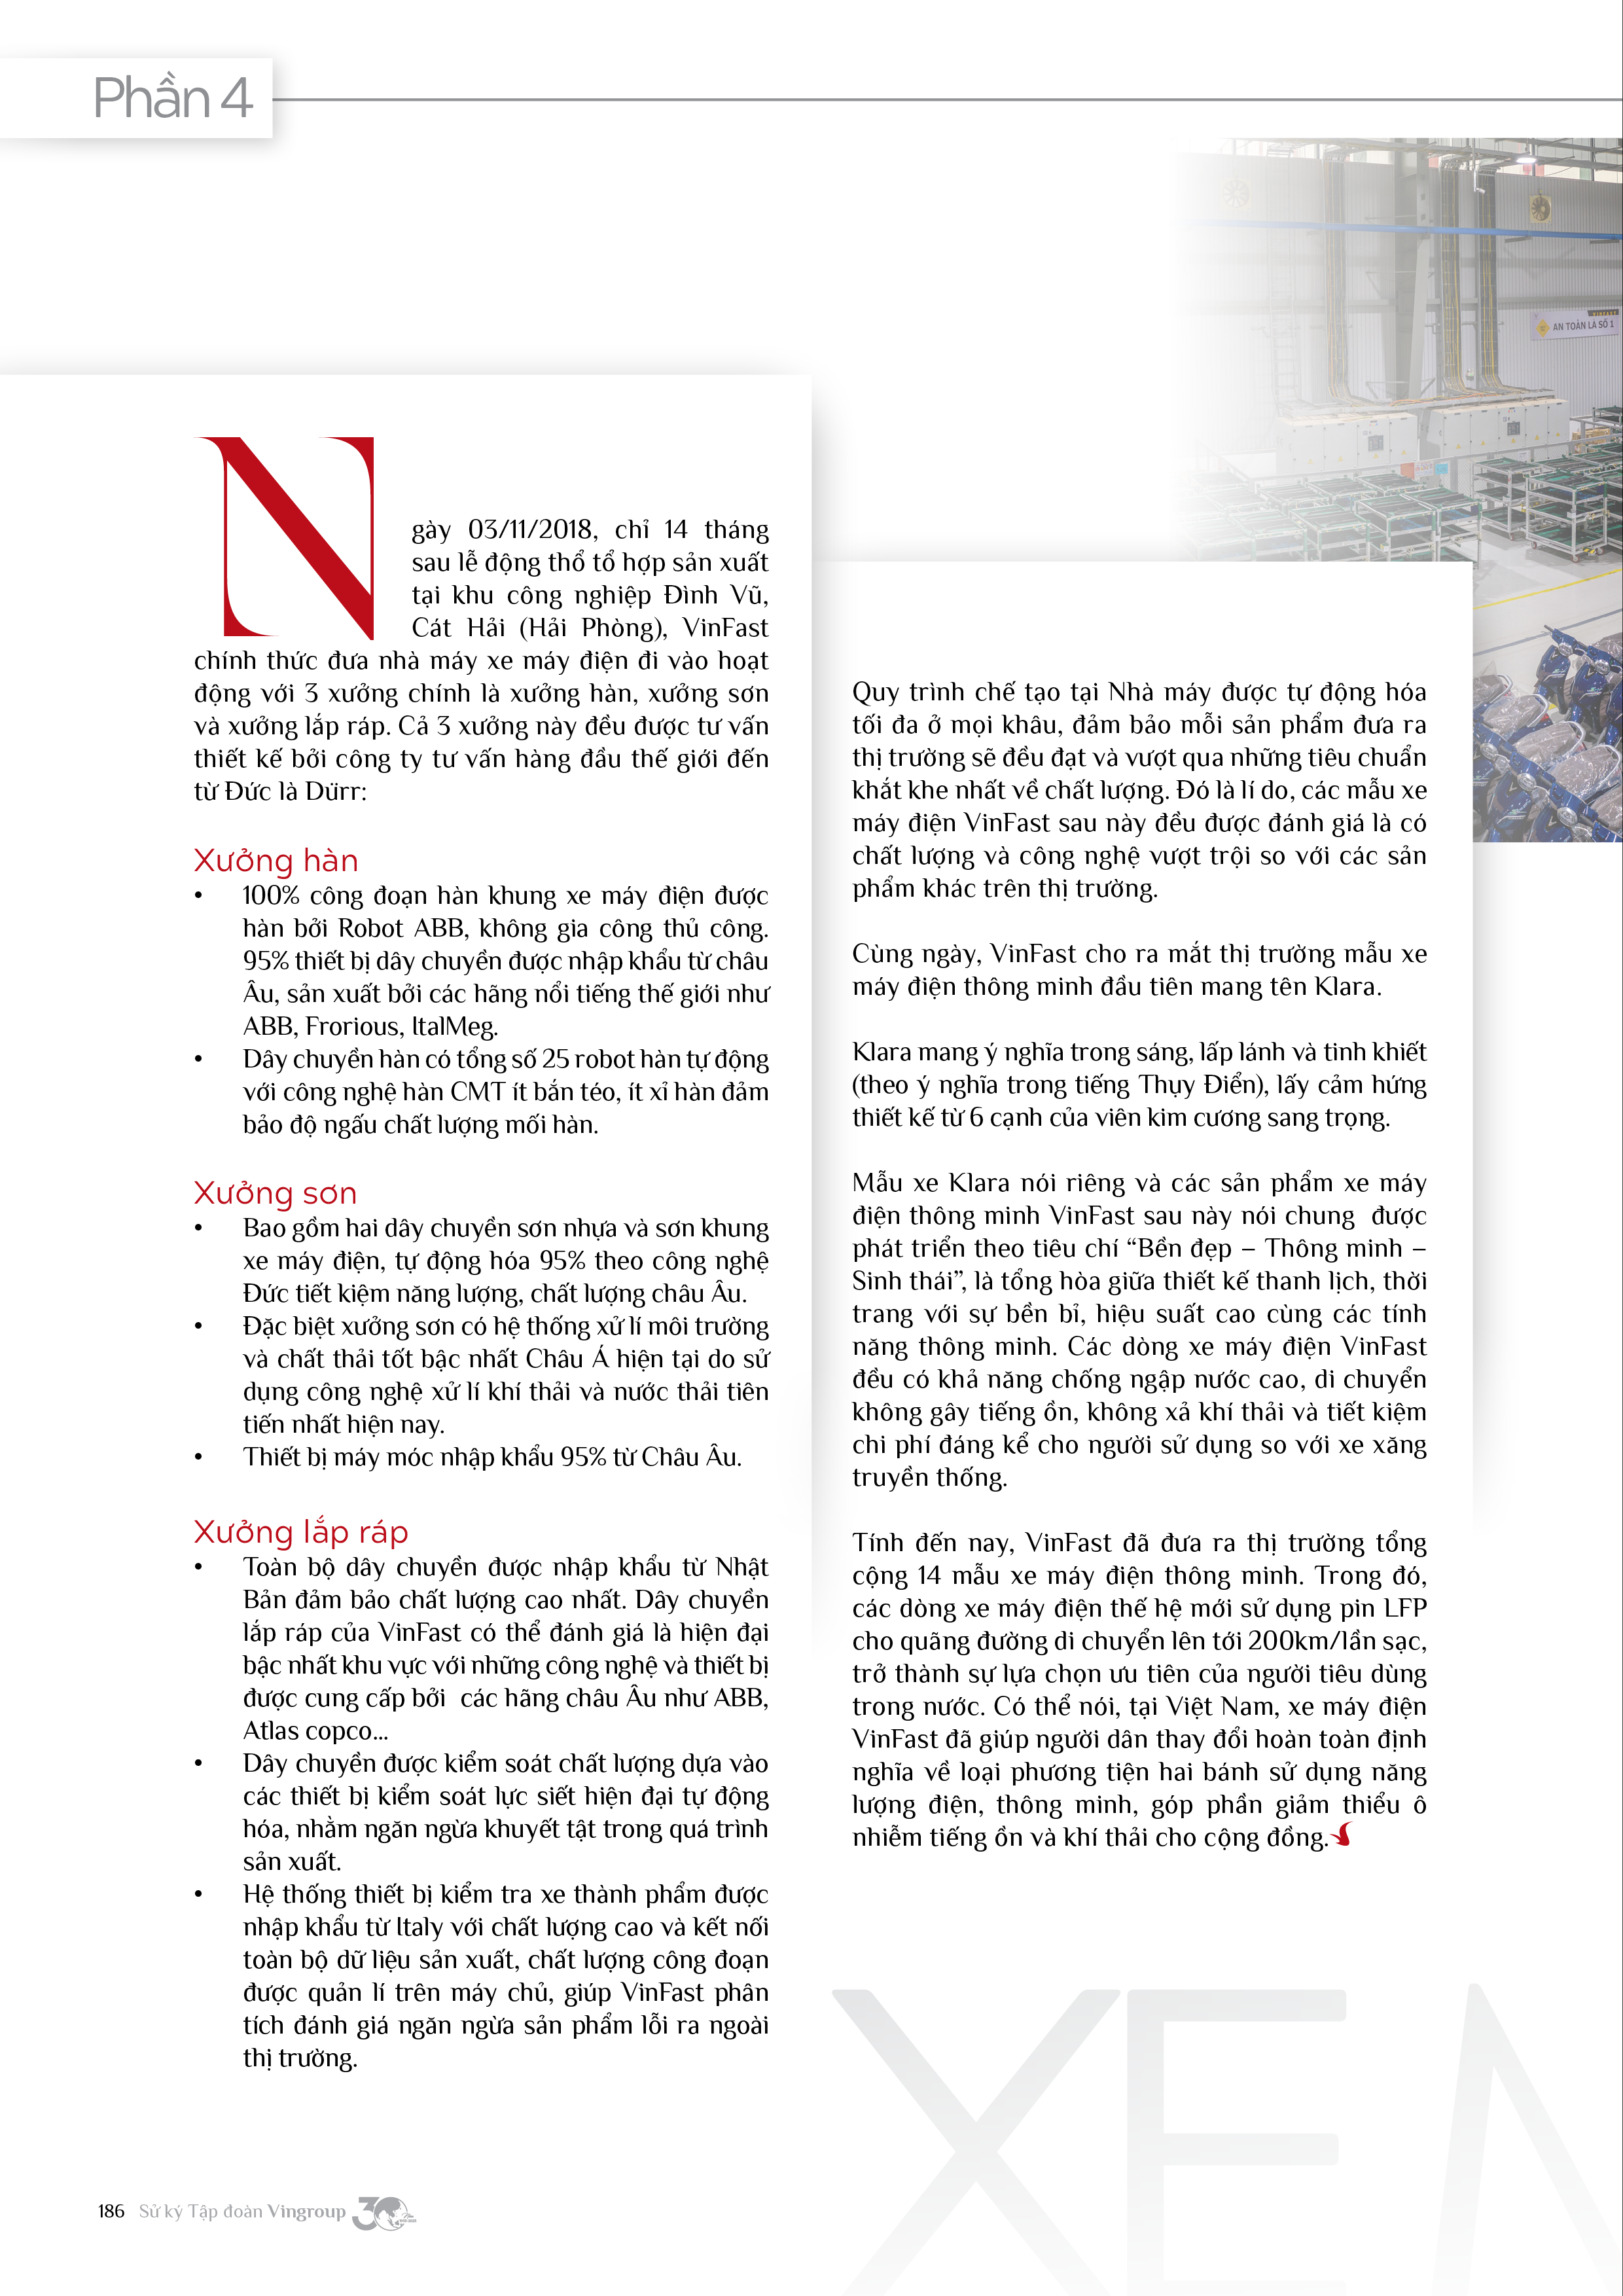 Phần 4
AN TOÀN LÀ SỐ 1
Ngày 03/11/2018, chỉ 14 tháng
sau lễ động thổ tổ hợp sản xuất
tại khu công nghiệp Đình Vũ,
Cát Hải (Hải Phòng), VinFast
chính thức đưa nhà máy xe máy điện đi vào hoạt
động với 3 xưởng chính là xưởng hàn, xưởng sơn
và xưởng lắp ráp. Cả 3 xưởng này đều được tư vấn
thiết kế bởi công ty tư vấn hàng đầu thế giới đến
từ Đức là Dürr:
Xưởng hàn
• 100% công đoạn hàn khung xe máy điện được
hàn bởi Robot ABB, không gia công thủ công.
95% thiết bị dây chuyền được nhập khẩu từ châu
Âu, sản xuất bởi các hãng nổi tiếng thế giới như
ABB, Frorious, ItalMeg.
• Dây chuyền hàn có tổng số 25 robot hàn tự động
với công nghệ hàn CMT ít bắn téo, ít xỉ hàn đảm
bảo độ ngấu chất lượng mối hàn.
Xưởng sơn
• Bao gồm hai dây chuyền sơn nhựa và sơn khung
xe máy điện, tự động hóa 95% theo công nghệ
Đức tiết kiệm năng lượng, chất lượng châu Âu.
• Đặc biệt xưởng sơn có hệ thống xử lí môi trường
và chất thải tốt bậc nhất Châu Á hiện tại do sử
dụng công nghệ xử lí khí thải và nước thải tiên
tiến nhất hiện nay.
• Thiết bị máy móc nhập khẩu 95% từ Châu Âu.
Xưởng lắp ráp
• Toàn bộ dây chuyền được nhập khẩu từ Nhật
Bản đảm bảo chất lượng cao nhất. Dây chuyền
lắp ráp của VinFast có thể đánh giá là hiện đại
bậc nhất khu vực với những công nghệ và thiết bị
được cung cấp bởi các hãng châu Âu như ABB,
Atlas copco...
• Dây chuyền được kiểm soát chất lượng dựa vào
các thiết bị kiểm soát lực siết hiện đại tự động
hóa, nhằm ngăn ngừa khuyết tật trong quá trình
sản xuất.
• Hệ thống thiết bị kiểm tra xe thành phẩm được
nhập khẩu từ Italy với chất lượng cao và kết nối
toàn bộ dữ liệu sản xuất, chất lượng công đoạn
được quản lí trên máy chủ, giúp VinFast phân
tích đánh giá ngăn ngừa sản phẩm lỗi ra ngoài
thị trường.
Quy trình chế tạo tại Nhà máy được tự động hóa
tối đa ở mọi khâu, đảm bảo mỗi sản phẩm đưa ra
thị trường sẽ đều đạt và vượt qua những tiêu chuẩn
khắt khe nhất về chất lượng. Đó là lí do, các mẫu xe
máy điện VinFast sau này đều được đánh giá là có
chất lượng và công nghệ vượt trội so với các sản
phẩm khác trên thị trường.
Cùng ngày, VinFast cho ra mắt thị trường mẫu xe
máy điện thông minh đầu tiên mang tên Klara.
Klara mang ý nghĩa trong sáng, lấp lánh và tinh khiết
(theo ý nghĩa trong tiếng Thụy Điển), lấy cảm hứng
thiết kế từ 6 cạnh của viên kim cương sang trọng.
Mẫu xe Klara nói riêng và các sản phẩm xe máy
điện thông minh VinFast sau này nói chung được
phát triển theo tiêu chí “Bền đẹp – Thông minh –
Sinh thái”, là tổng hòa giữa thiết kế thanh lịch, thời
trang với sự bền bỉ, hiệu suất cao cùng các tính
năng thông minh. Các dòng xe máy điện VinFast
đều có khả năng chống ngập nước cao, di chuyển
không gây tiếng ồn, không xả khí thải và tiết kiệm
chi phí đáng kể cho người sử dụng so với xe xăng
truyền thống.
Tính đến nay, VinFast đã đưa ra thị trường tổng
cộng 14 mẫu xe máy điện thông minh. Trong đó,
các dòng xe máy điện thế hệ mới sử dụng pin LFP
cho quãng đường di chuyển lên tới 200km/lần sạc,
trở thành sự lựa chọn ưu tiên của người tiêu dùng
trong nước. Có thể nói, tại Việt Nam, xe máy điện
VinFast đã giúp người dân thay đổi hoàn toàn định
nghĩa về loại phương tiện hai bánh sử dụng năng
lượng điện, thông minh, góp phần giảm thiểu ô
nhiễm tiếng ồn và khí thải cho cộng đồng.
XE
186 Sử ký Tập đoàn Vingroup 30